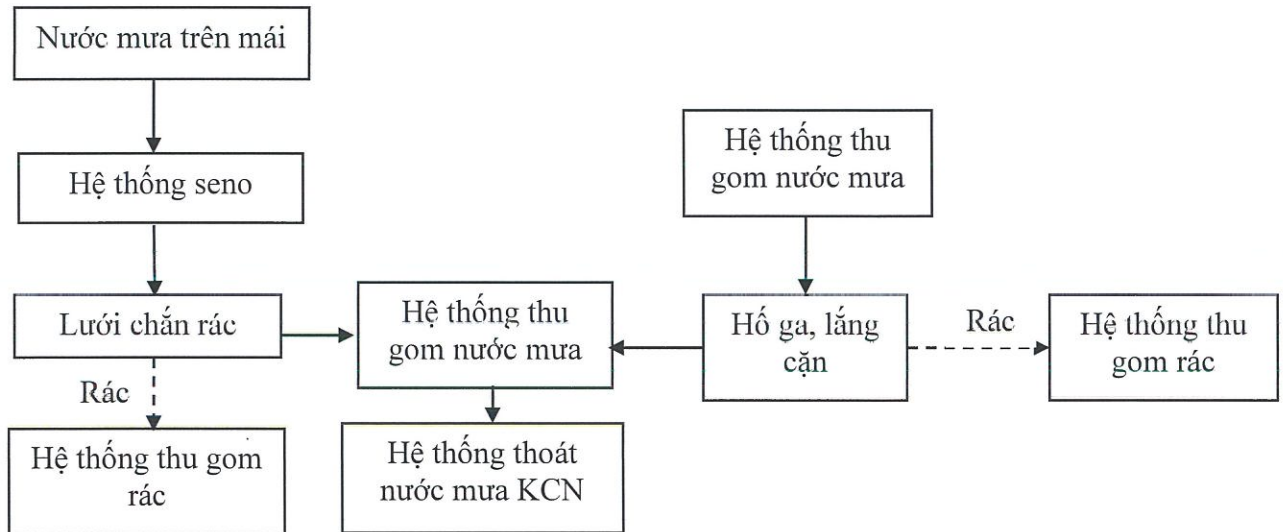 Nước mưa trên mái
Hệ thống seno
Lưới chắn rác
Rác
Hệ thống thu gom
rác
Hệ thống thu
gom nước mưa
Hệ thống thoát
nước mưa KCN
Hệ thống thu
gom nước mưa
Hố ga, lắng
cặn
Rác
Hệ thống thu
gom rác